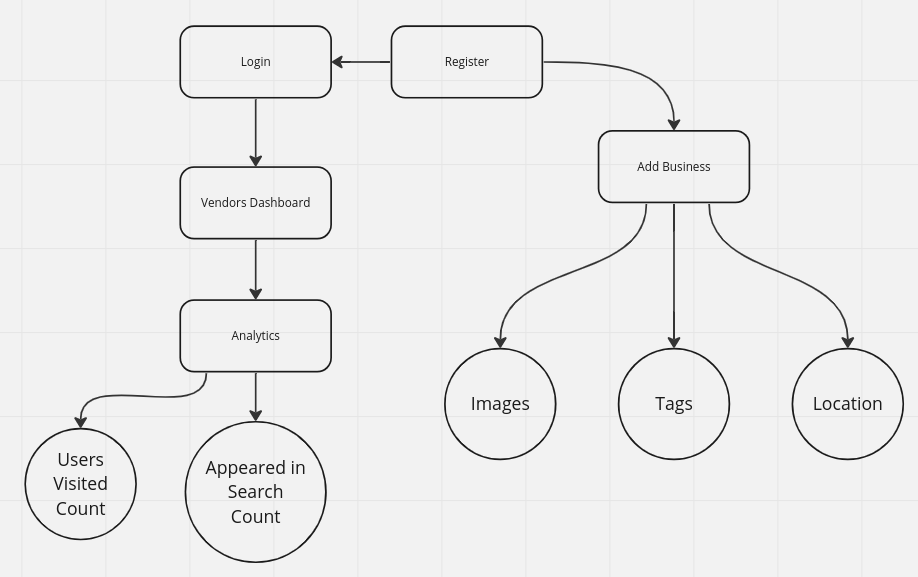 Login
Register
Add Business
Vendors Dashboard
Analytics
Images
Tags
Location
Users
Visited
Count
Appeared in
Search
Count